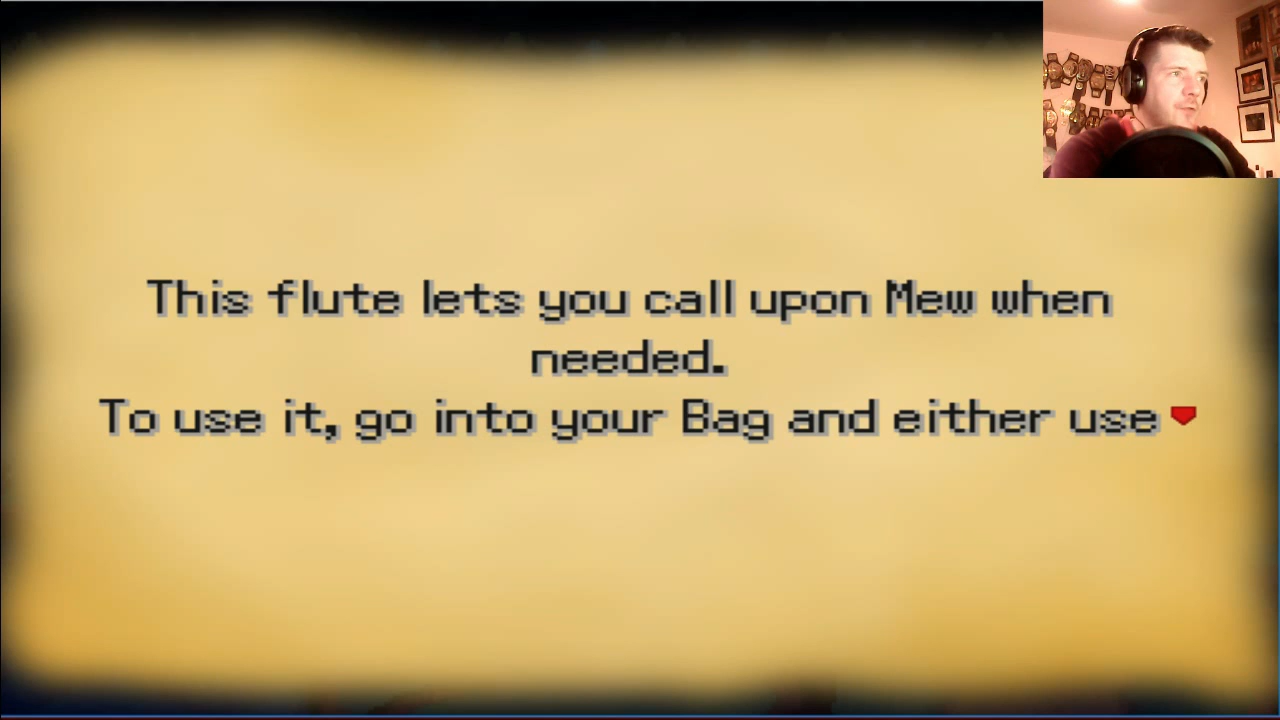 This flute lets you call upon Mew when
needed.
To use it, go into your Bag and either use